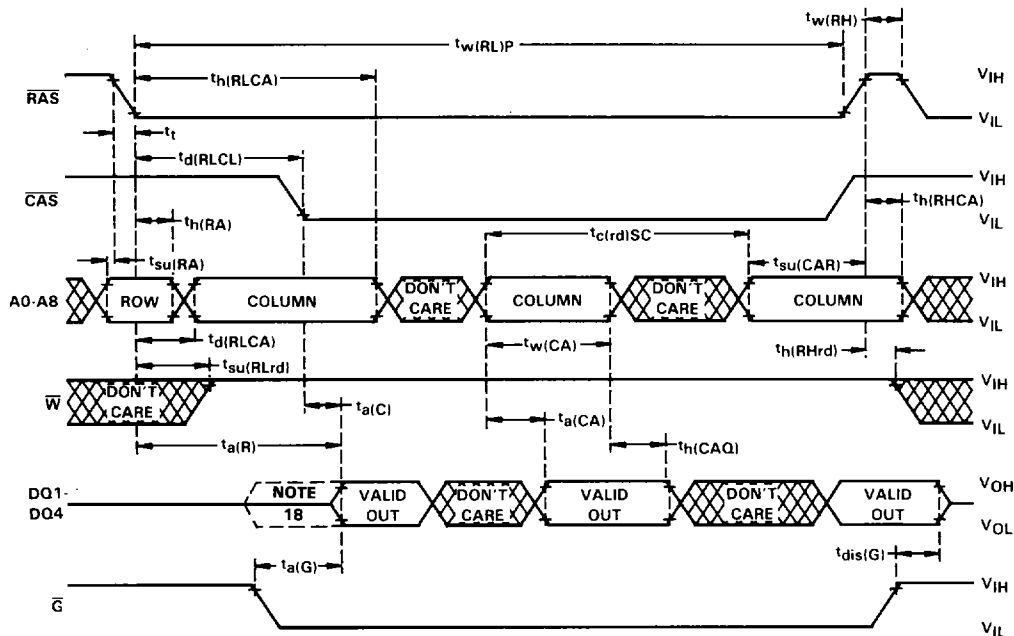 tw(RH)
tw(RL)P
th(RLCA)
RAS
VIH
VIL
tt
td(RLCL)
CAS
VIH
VIL
th(RHCA)
th(RA)
tc(rd)SC
tsu(RA)
tsu(CAR)
A0-A8
ROW
COLUMN
DON'T CARE
COLUMN
DON'T CARE
COLUMN
VIH
VIL
td(RLCA)
tw(CA)
th(RHrd)
tsu(RLrd)
W
DON'T CARE
VIH
VIL
ta(C)
ta(CA)
ta(R)
th(CAQ)
DQ1-
DQ4
NOTE
18
VALID OUT
DON'T CARE
VALID OUT
DON'T CARE
VALID OUT
VOH
VOL
ta(G)
tdis(G)
G
VIH
VIL